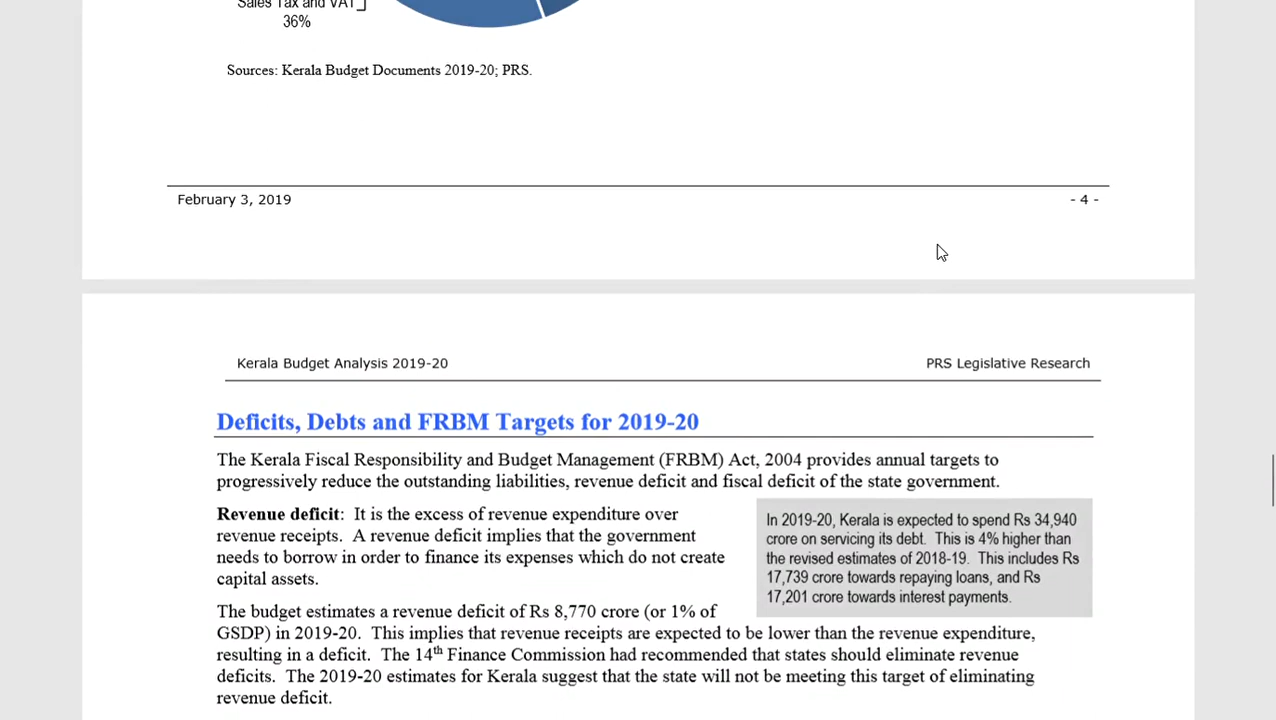 Sales Tax and VAT
36%
Sources: Kerala Budget Documents 2019-20; PRS.
February 3, 2019
- 4 -
Kerala Budget Analysis 2019-20
PRS Legislative Research
Deficits, Debts and FRBM Targets for 2019-20
The Kerala Fiscal Responsibility and Budget Management (FRBM) Act, 2004 provides annual targets to
progressively reduce the outstanding liabilities, revenue deficit and fiscal deficit of the state government.
Revenue deficit: It is the excess of revenue expenditure over
revenue receipts. A revenue deficit implies that the government
needs to borrow in order to finance its expenses which do not create
capital assets.
In 2019-20, Kerala is expected to spend Rs 34,940
crore on servicing its debt. This is 4% higher than
the revised estimates of 2018-19. This includes Rs
17,739 crore towards repaying loans, and Rs
17,201 crore towards interest payments.
The budget estimates a revenue deficit of Rs 8,770 crore (or 1% of
GSDP) in 2019-20. This implies that revenue receipts are expected to be lower than the revenue expenditure,
resulting in a deficit. The 14th Finance Commission had recommended that states should eliminate revenue
deficits. The 2019-20 estimates for Kerala suggest that the state will not be meeting this target of eliminating
revenue deficit.